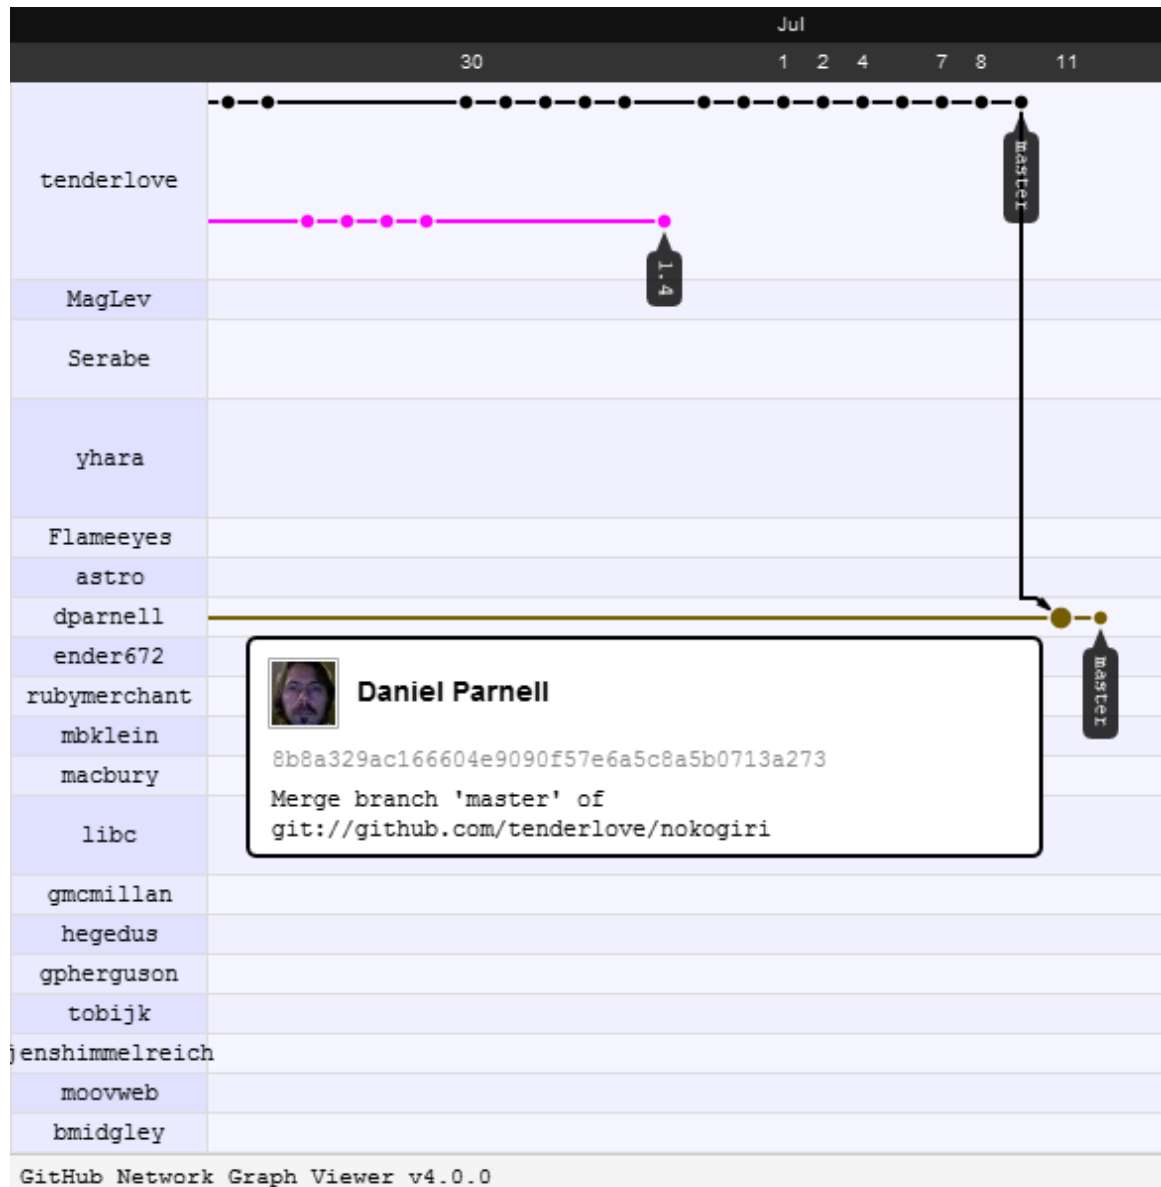 Jul
30 1 2 4 7 8 11
tenderlove
master
1.4
MagLev
Serabe
yhara
Flameeyes
astro
dparnell
master
ender672
Daniel Parnell
rubymerchant
mbklein
8b8a329ac166604e9090f57e6a5c8a5b0713a273
macbury
Merge branch 'master' of
git://github.com/tenderlove/nokogiri
libc
gmcmillan
hegedus
gpherguson
tobijk
jenshimmelreich
moovweb
bmidgley
GitHub Network Graph Viewer v4.0.0